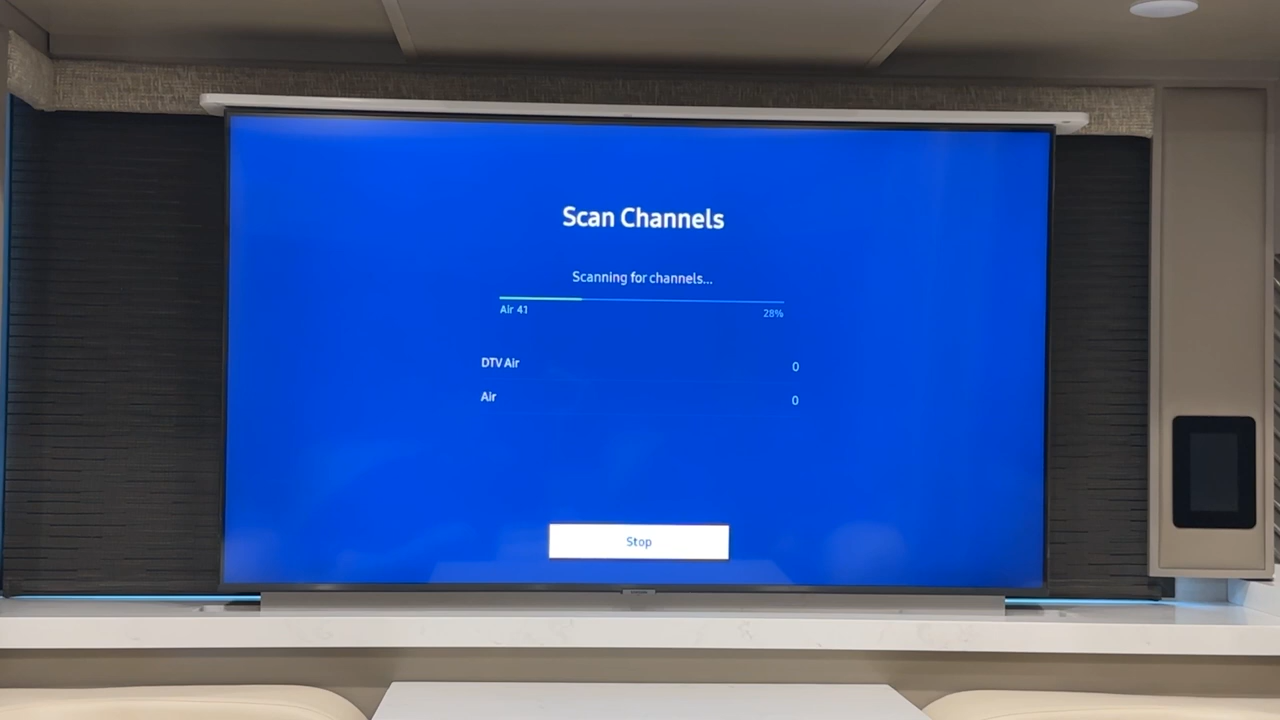 Scan Channels
Scanning for channels...
Air 41
28%
DTV Air
0
Air
0
Stop